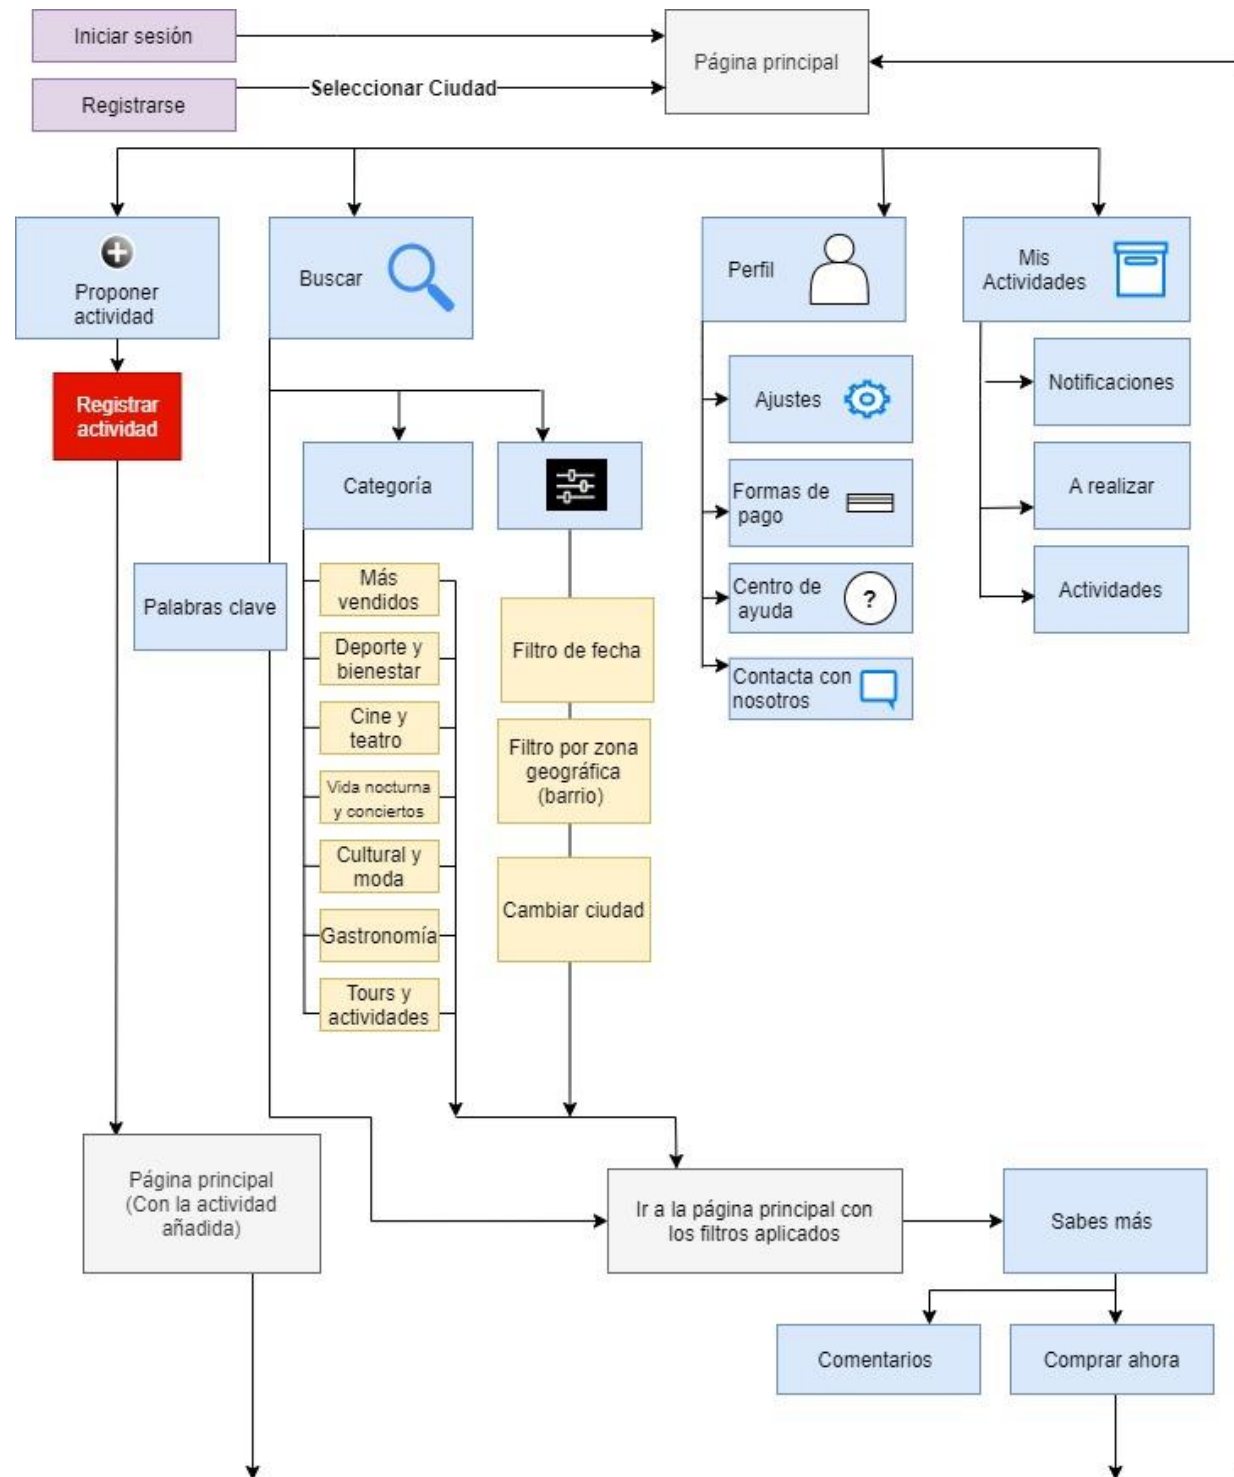 Iniciar sesión
Página principal
Seleccionar Ciudad
Registrarse
Proponer
actividad
Buscar
Perfil
Mis
Actividades
Registrar
actividad
Categoría
Ajustes
Notificaciones
Formas de
pago
A realizar
Palabras clave
Más
vendidos
Deporte y
bienestar
Cine y
teatro
Vida nocturna
y conciertos
Cultural y
moda
Gastronomía
Tours y
actividades
Filtro de fecha
Filtro por zona
geográfica
(barrio)
Cambiar ciudad
Centro de
ayuda
?
Actividades
Contacta con
nosotros
Página principal
(Con la actividad
añadida)
Ir a la página principal con
los filtros aplicados
Sabes más
Comentarios
Comprar ahora